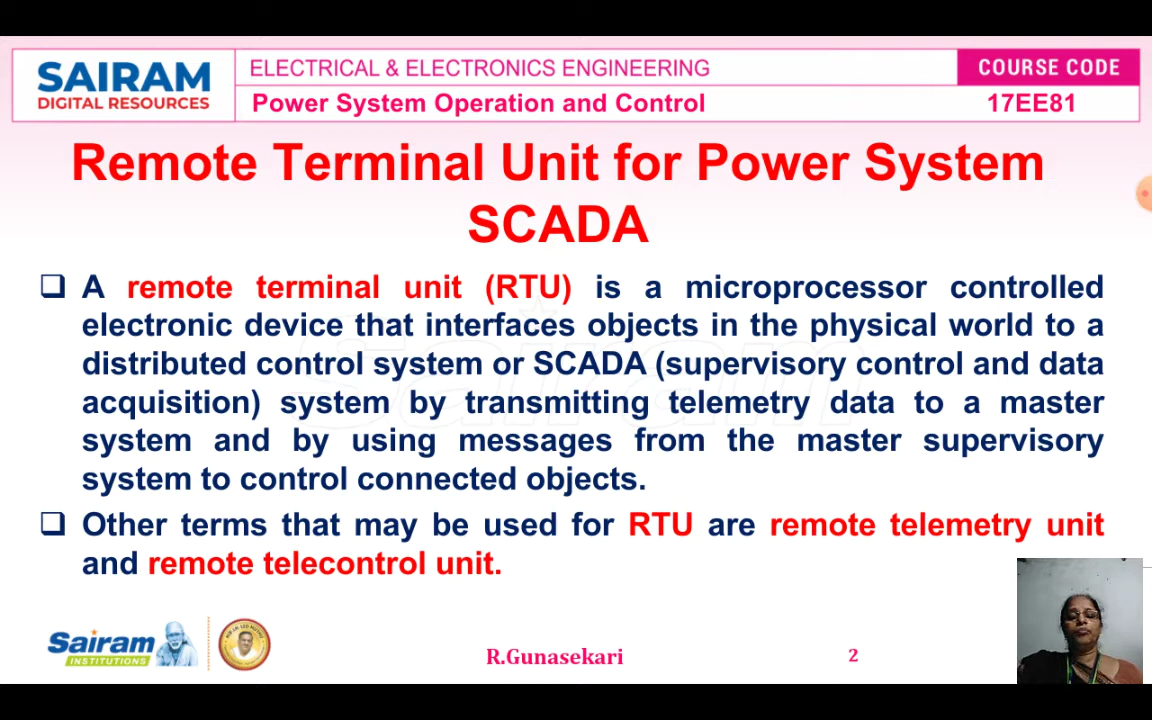 SAIRAM
DIGITAL RESOURCES
ELECTRICAL & ELECTRONICS ENGINEERING
COURSE CODE
Power System Operation and Control
17EE81
Remote Terminal Unit for Power System
SCADA
❑ A remote terminal unit (RTU) is a microprocessor controlled
electronic device that interfaces objects in the physical world to a
distributed control system or SCADA (supervisory control and data
acquisition) system by transmitting telemetry data to a master
system and by using messages from the master supervisory
system to control connected objects.
❑ Other terms that may be used for RTU are remote telemetry unit
and remote telecontrol unit.
Sairam
INSTITUTIONS
R.Gunasekari
2
Sairam